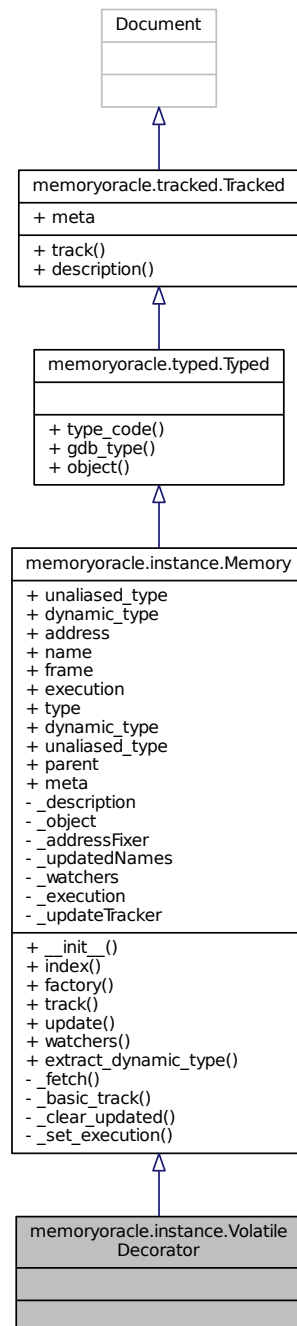 Document
memoryoracle.tracked.Tracked
+ meta
+ track()
+ description()
memoryoracle.typed.Typed
+ type_code()
+ gdb_type()
+ object()
memoryoracle.instance.Memory
+ unaliased_type
+ dynamic_type
+ address
+ name
+ frame
+ execution
+ type
+ dynamic_type
+ unaliased_type
+ parent
+ meta
- _description
- _object
- _addressFixer
- _updatedNames
- _watchers
- _execution
- _updateTracker
+ __init__()
+ index()
+ factory()
+ track()
+ update()
+ watchers()
+ extract_dynamic_type()
- _fetch()
- _basic_track()
- _clear_updated()
- _set_execution()
memoryoracle.instance.Volatile
Decorator